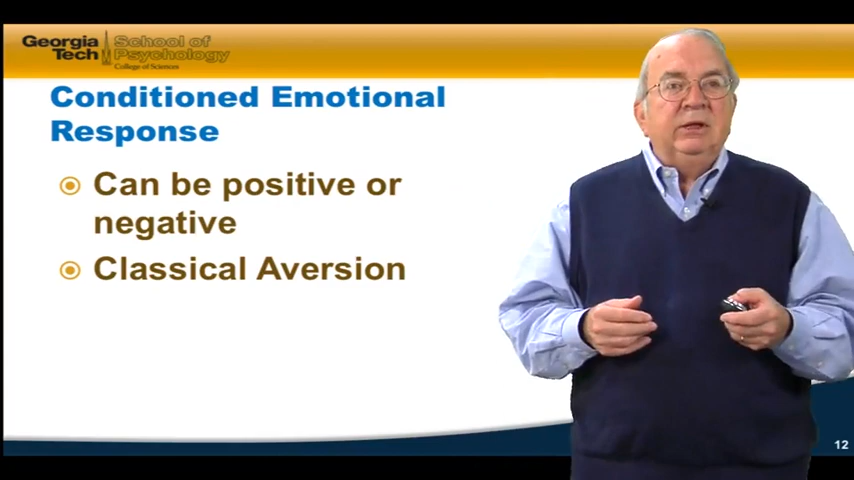 Georgia Tech
School of Psychology
College of Sciences
Conditioned Emotional
Response
Can be positive or
negative
Classical Aversion
12